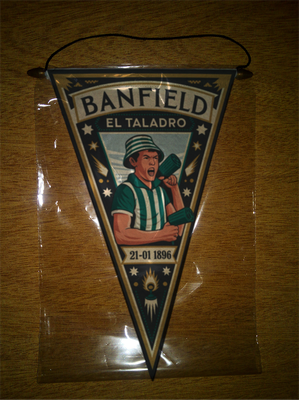 BANFIELD
EL TALADRO
21-01 1896